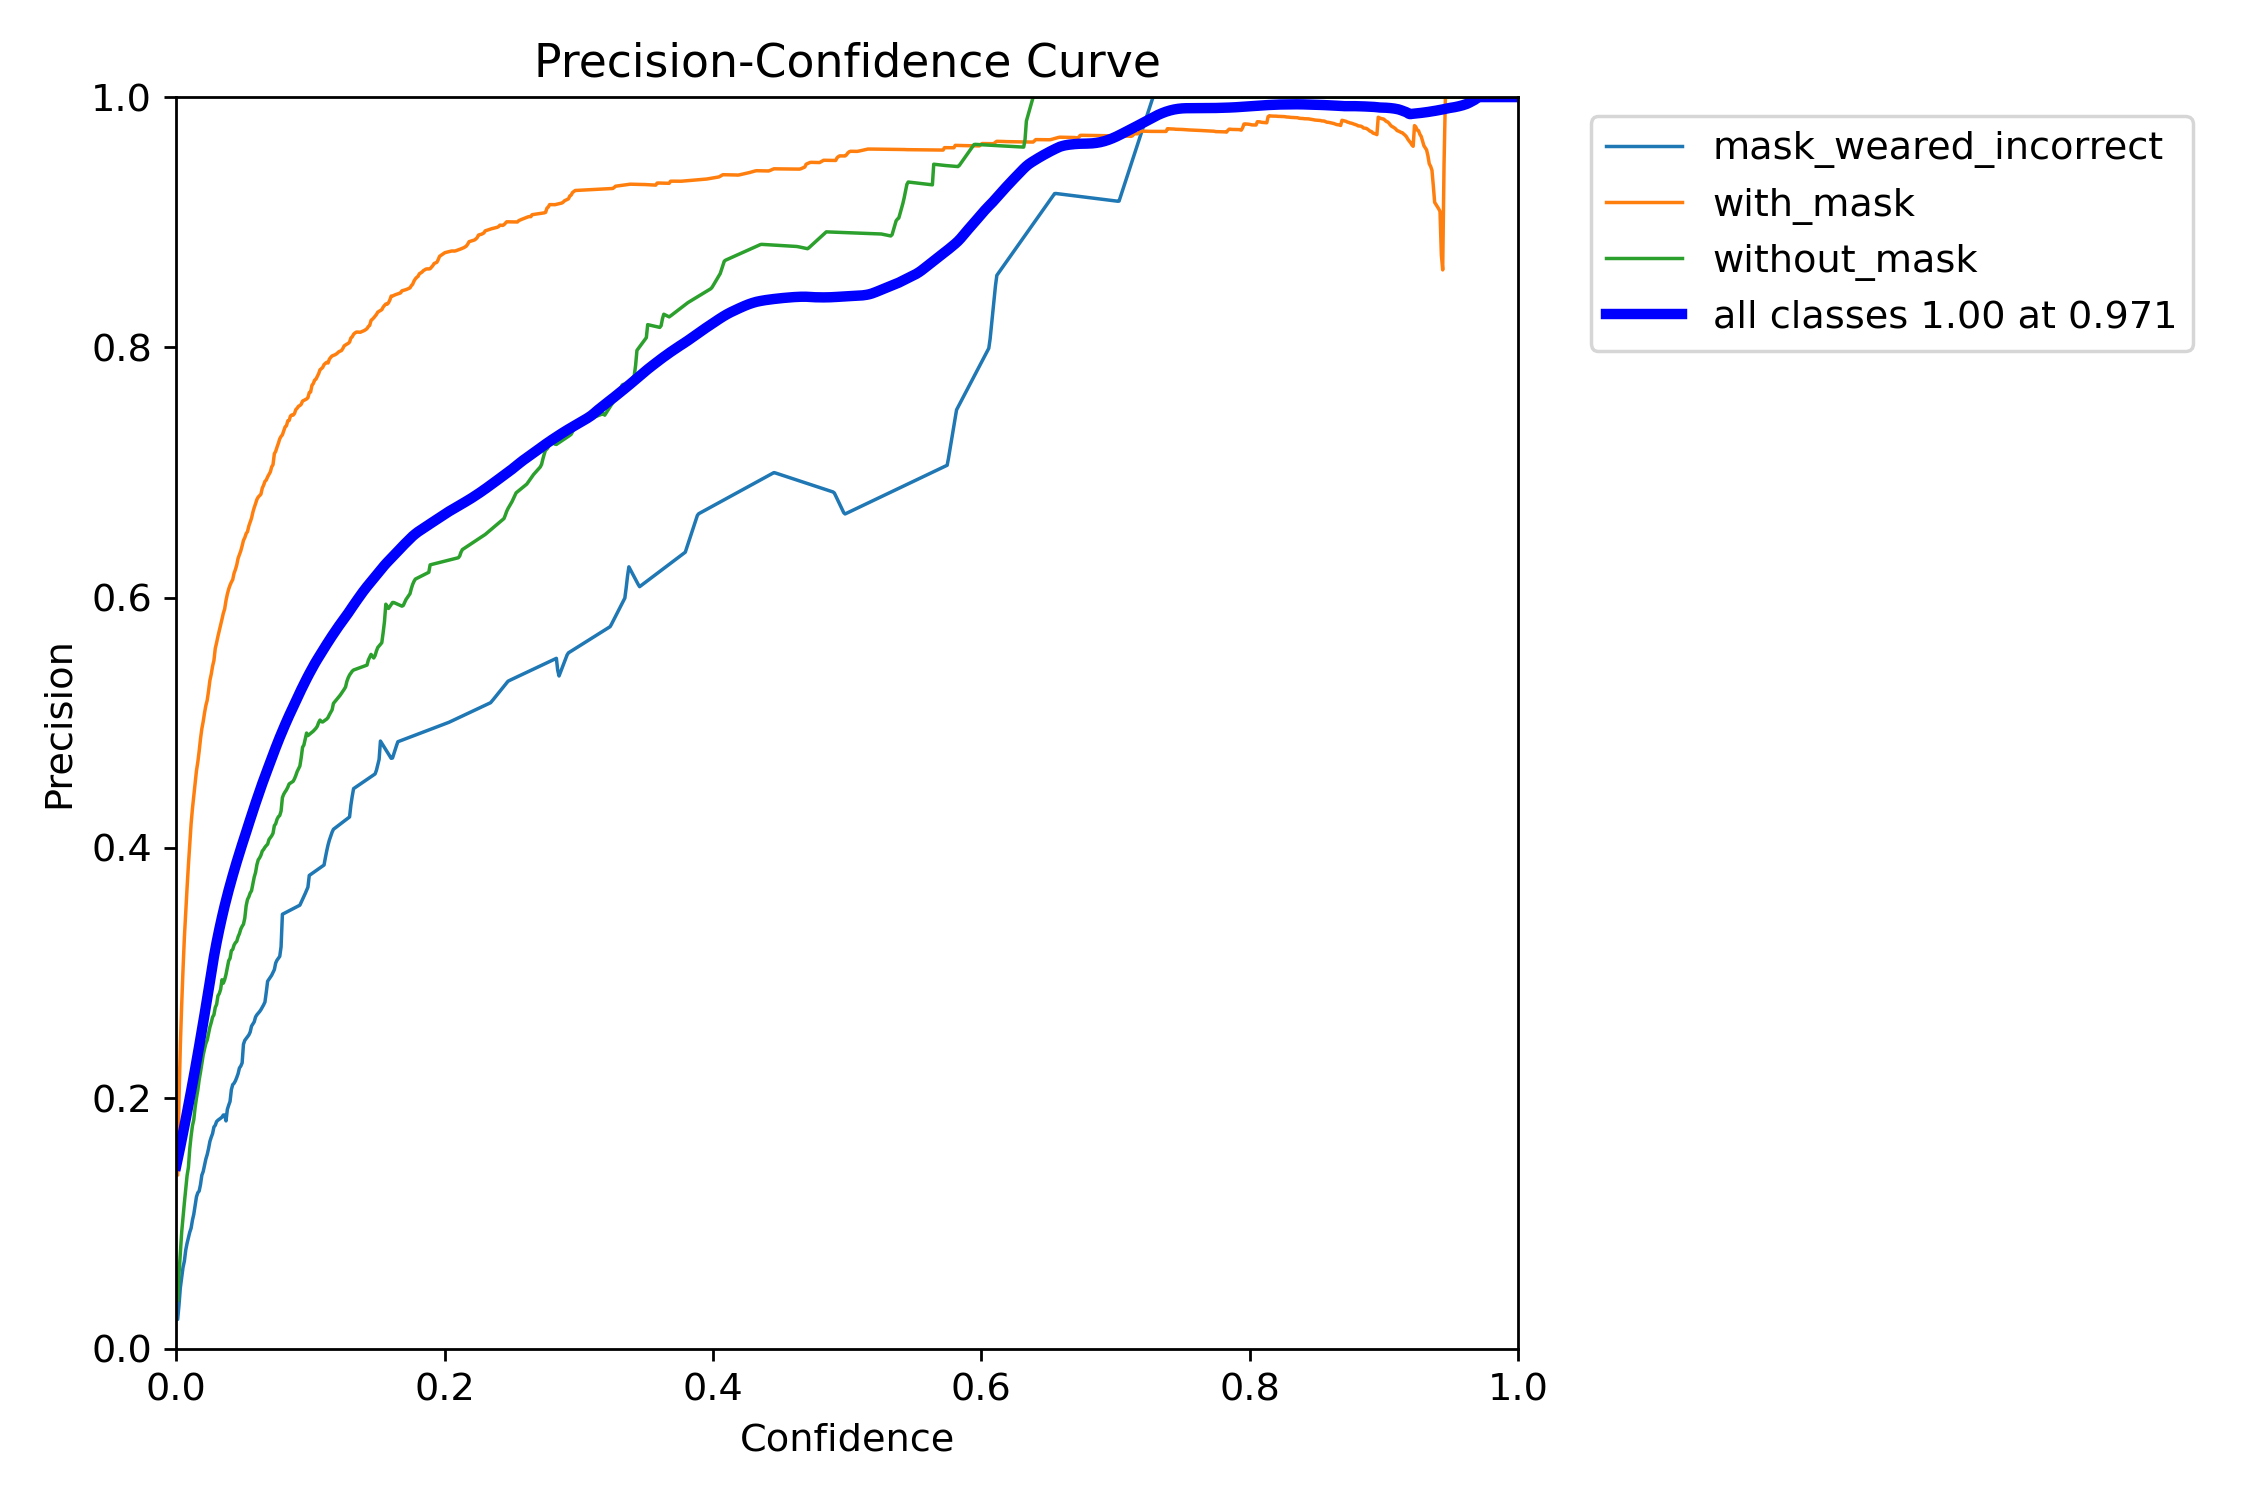 Precision-Confidence Curve
1.0
0.8
0.6
0.4
0.2
0.0
Precision
0.0 0.2 0.4 0.6 0.8 1.0
Confidence
mask_weared_incorrect
with_mask
without_mask
all classes 1.00 at 0.971